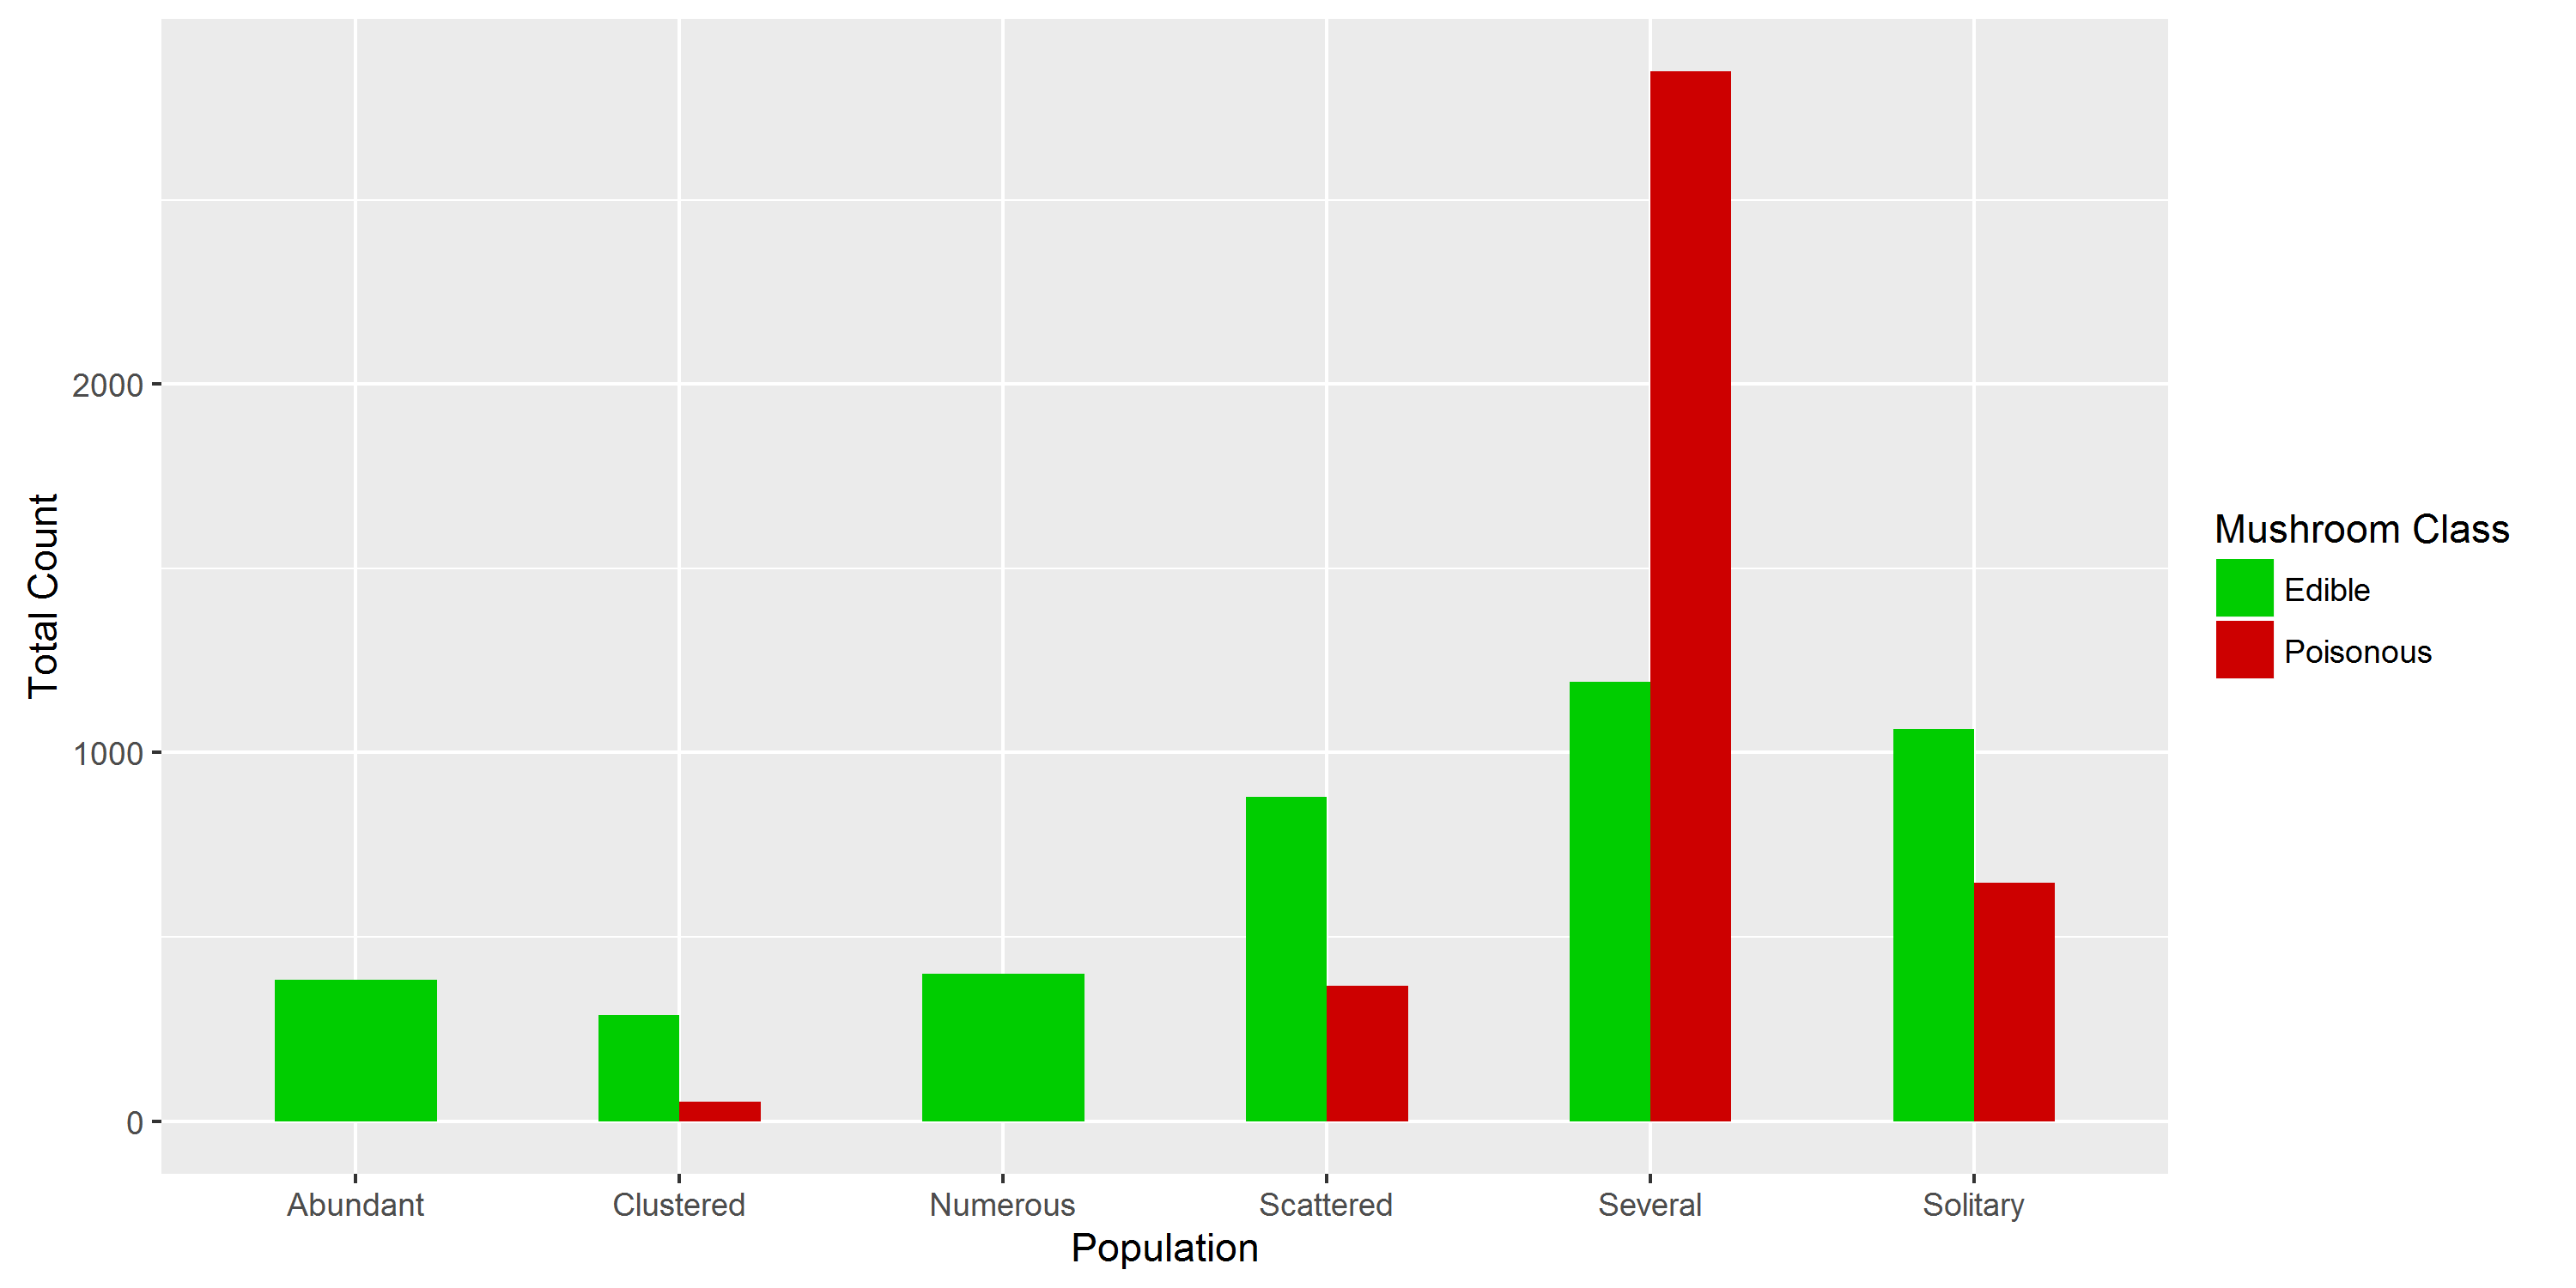 2000
1000
0
Total Count
Abundant
Clustered
Numerous
Scattered
Several
Solitary
Population
Mushroom Class
Edible
Poisonous